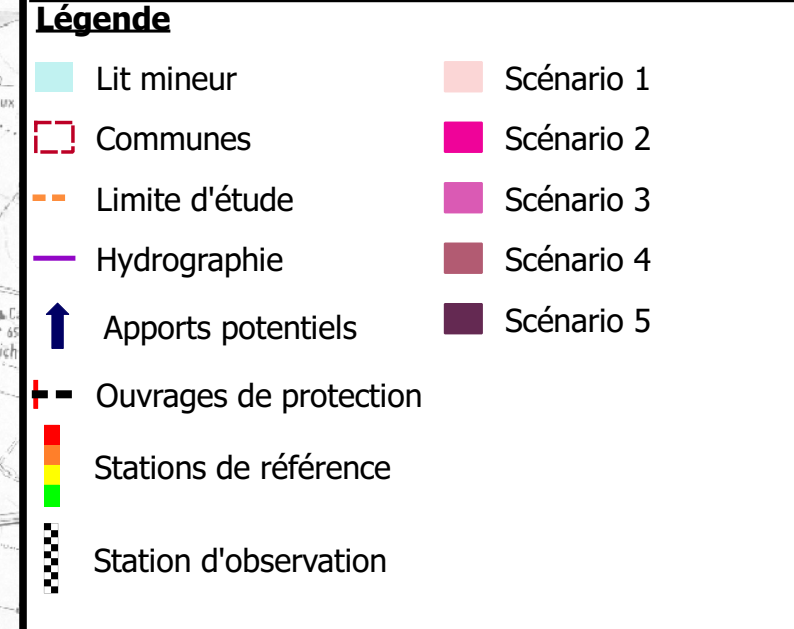 Légende
Lit mineur
Communes
Limite d'étude
Hydrographie
Apports potentiels
Ouvrages de protection
Stations de référence
Station d'observation
Scénario 1
Scénario 2
Scénario 3
Scénario 4
Scénario 5